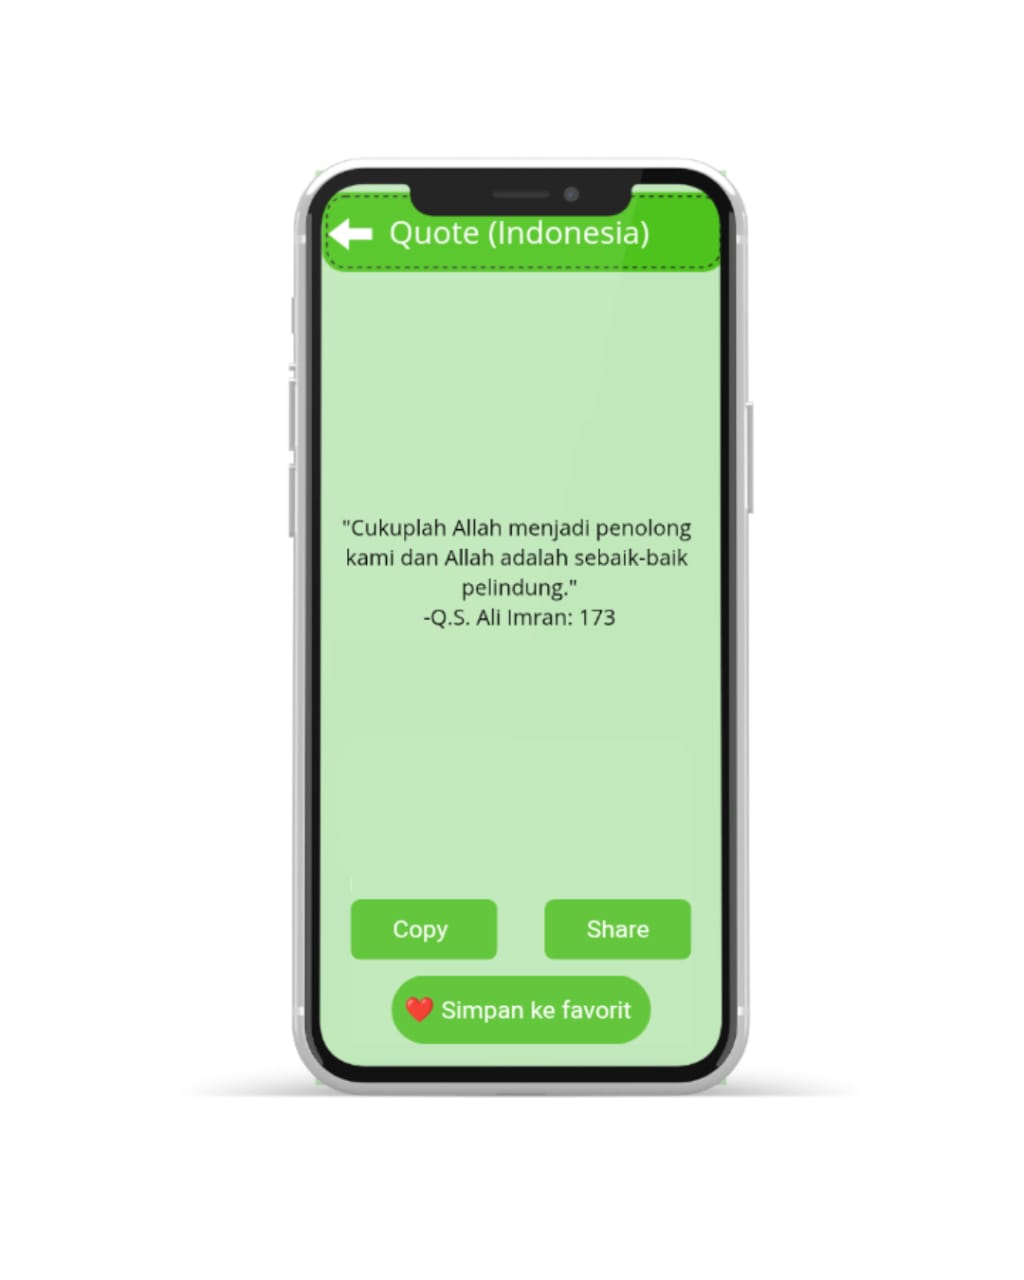 Quote (Indonesia)
"Cukuplah Allah menjadi penolong
kami dan Allah adalah sebaik-baik
pelindung."
-Q.S. Ali Imran: 173
Copy
Share
❤️ Simpan ke favorit